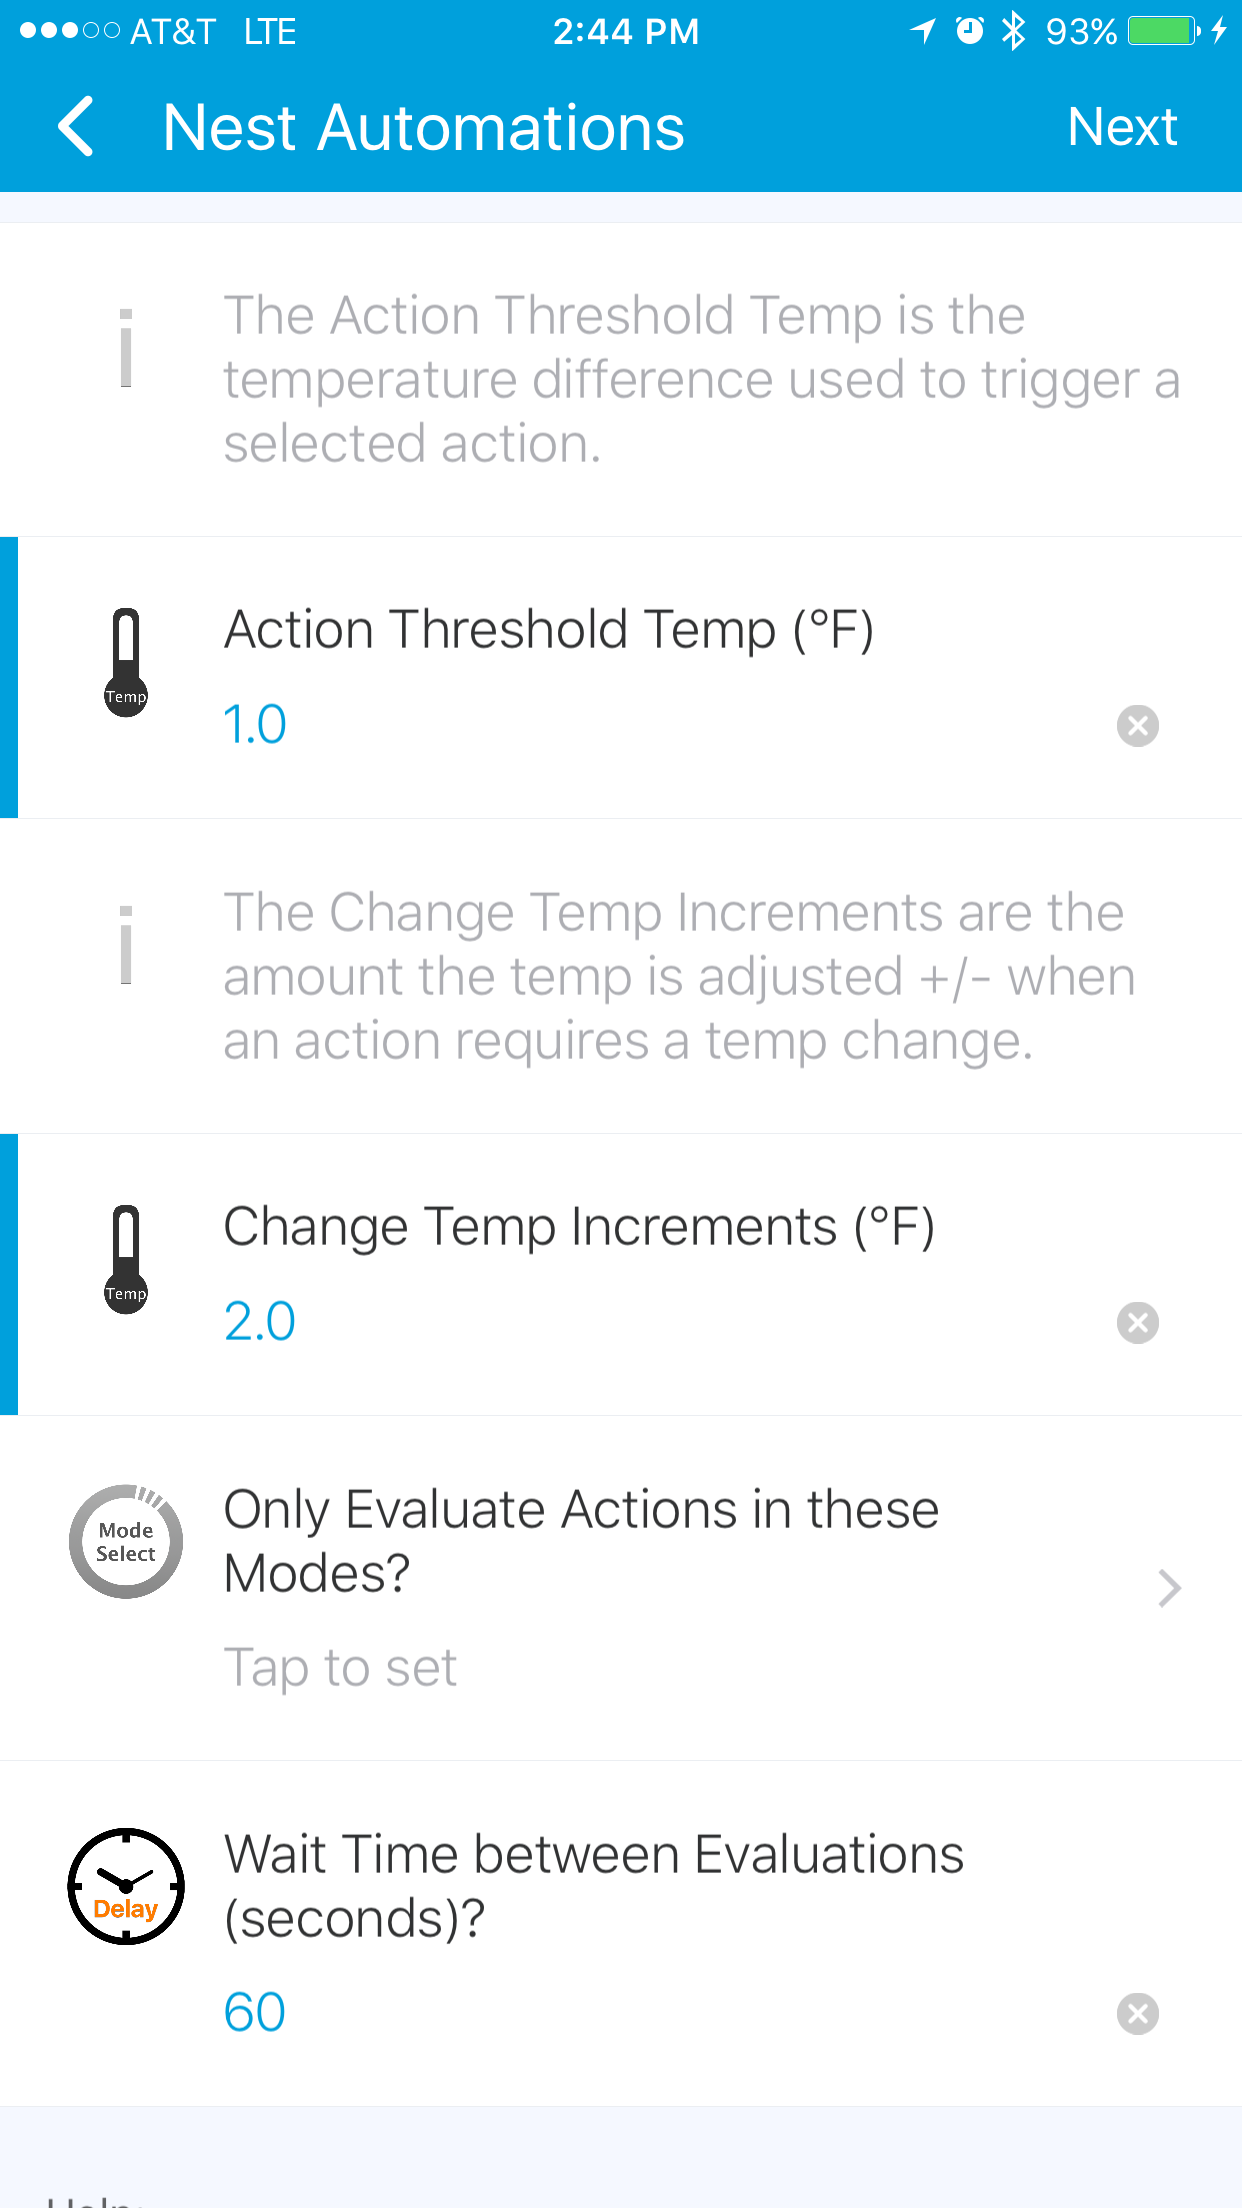 AT&T LTE 2:44 PM 93%
Nest Automations Next
The Action Threshold Temp is the
temperature difference used to trigger a
selected action.
Action Threshold Temp (°F)
Temp
1.0
The Change Temp Increments are the
amount the temp is adjusted +/- when
an action requires a temp change.
Change Temp Increments (°F)
Temp
2.0
Mode
Select
Only Evaluate Actions in these
Modes?
Tap to set
Wait Time between Evaluations
(seconds)?
Delay
60